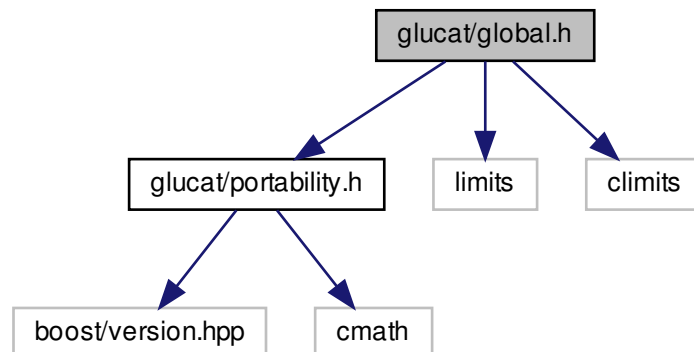 glucat/global.h
glucat/portability.h
limits
climits
boost/version.hpp
cmath